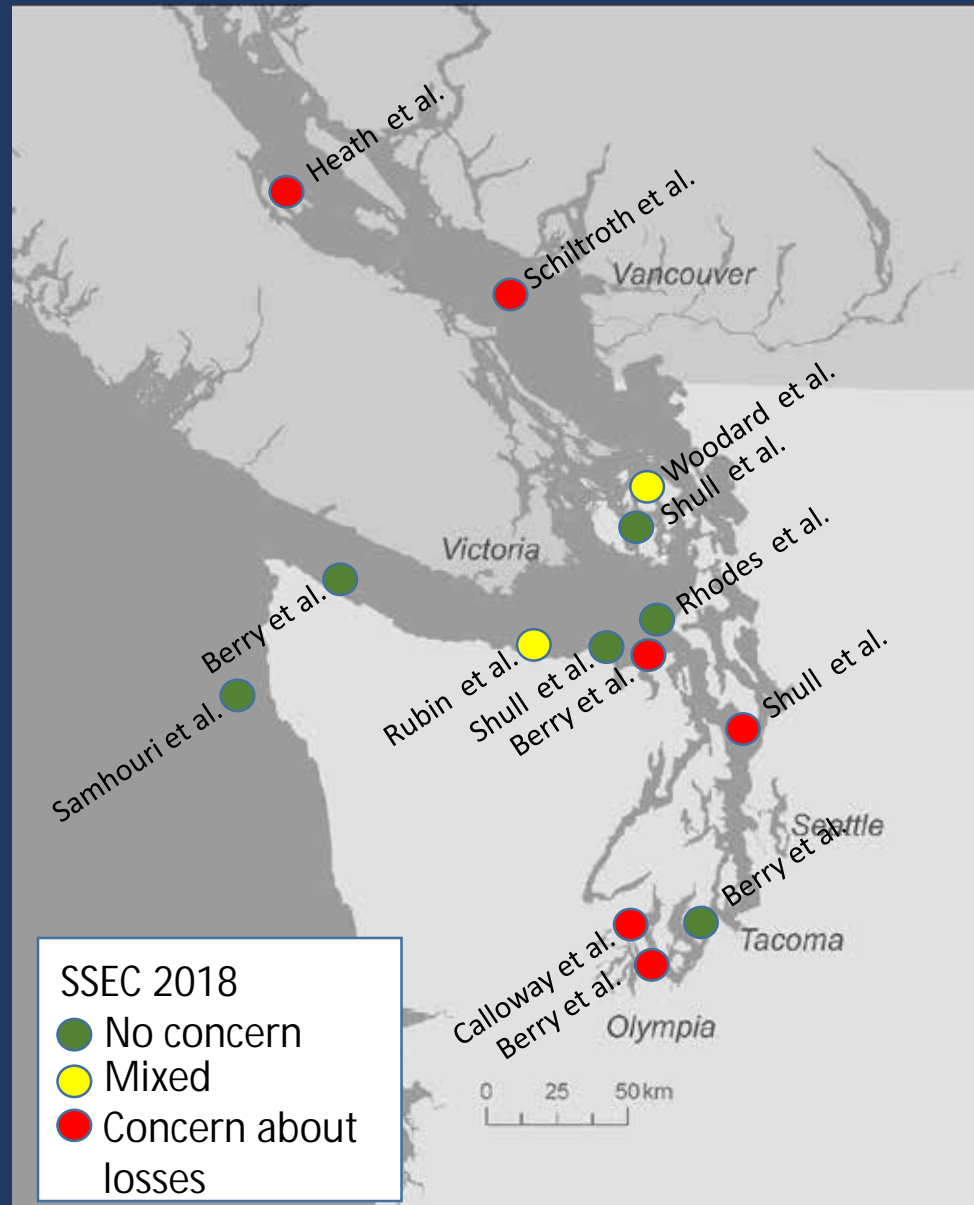 Heath et al.
Schiltroth et al.
Vancouver
Woodard et al.
Shull et al.
Victoria
Rhodes et al.
Berry et al.
Rubin et al.
Shull et al.
Berry et al.
Shull et al.
Samhouri et al.
Seattle
Berry et al.
Tacoma
Calloway et al.
Berry et al.
Olympia
SSEC 2018
No concern
Mixed
Concern about
losses
0 25 50km